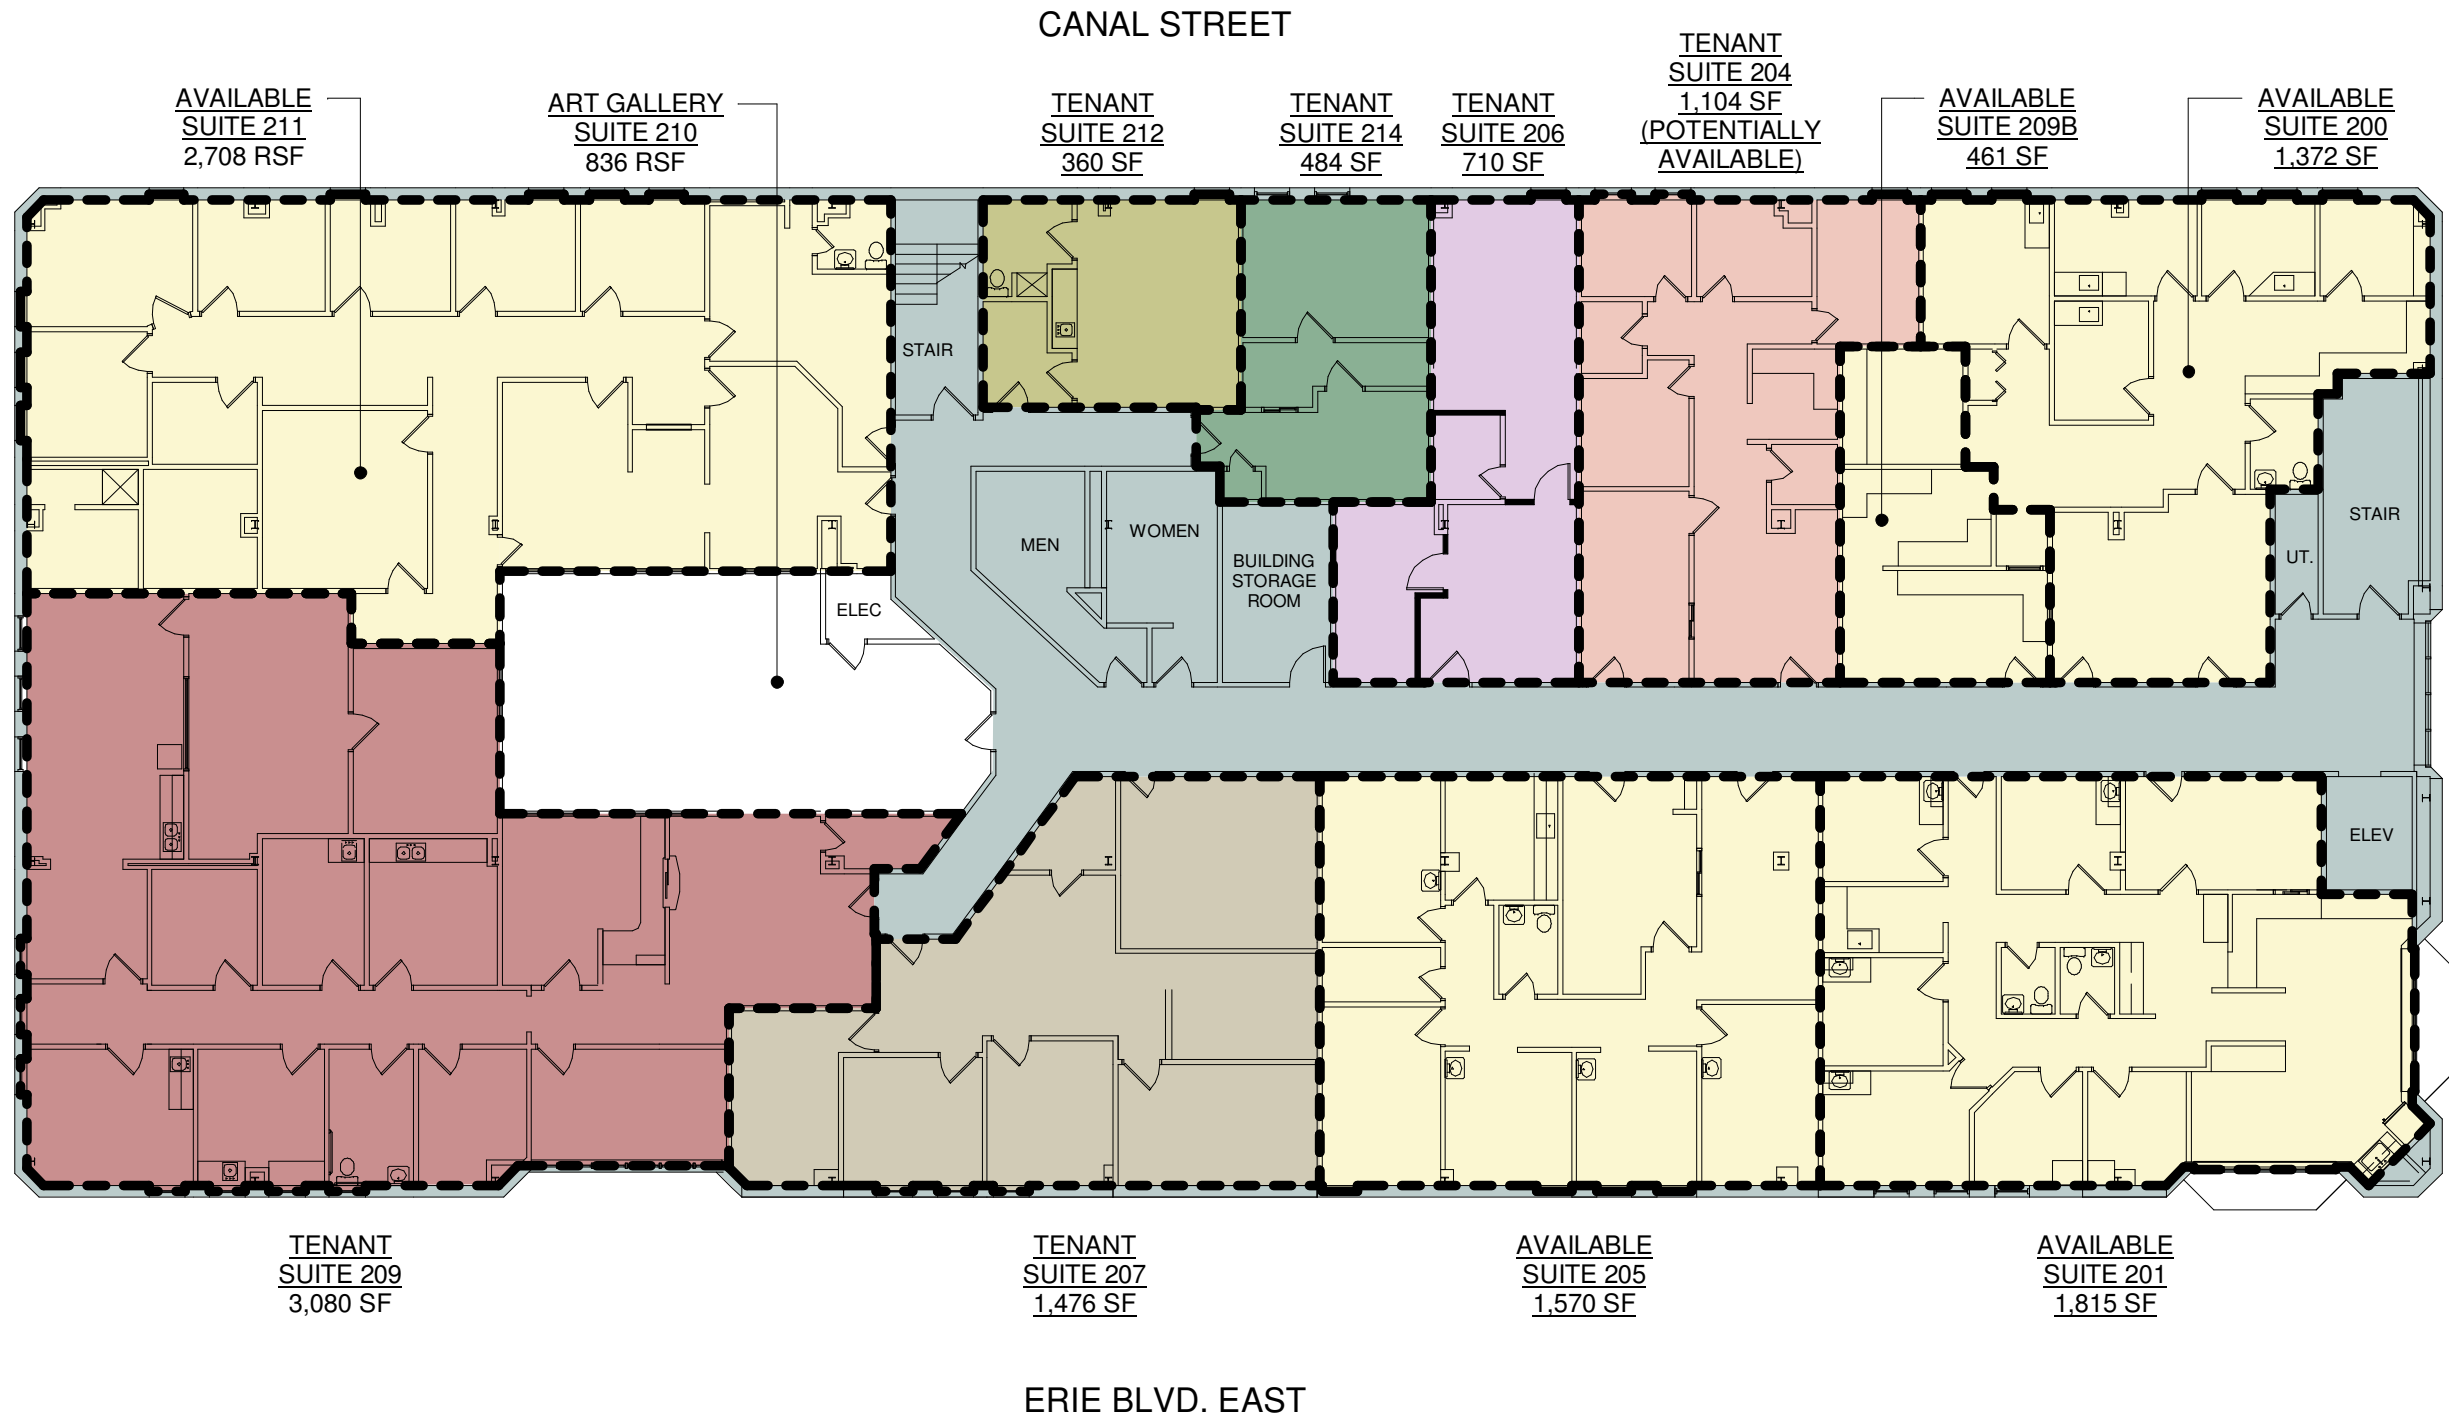 CANAL STREET
AVAILABLE
SUITE 211
2,708 RSF
ART GALLERY
SUITE 210
836 RSF
TENANT
SUITE 212
360 SF
TENANT
SUITE 214
484 SF
TENANT
SUITE 206
710 SF
TENANT
SUITE 204
1,104 SF
(POTENTIALLY
AVAILABLE)
AVAILABLE
SUITE 209B
461 SF
AVAILABLE
SUITE 200
1,372 SF
STAIR
MEN
WOMEN
BUILDING
STORAGE
ROOM
STAIR
UT.
ELEC
ELEV
TENANT
SUITE 209
3,080 SF
TENANT
SUITE 207
1,476 SF
AVAILABLE
SUITE 205
1,570 SF
AVAILABLE
SUITE 201
1,815 SF
ERIE BLVD. EAST